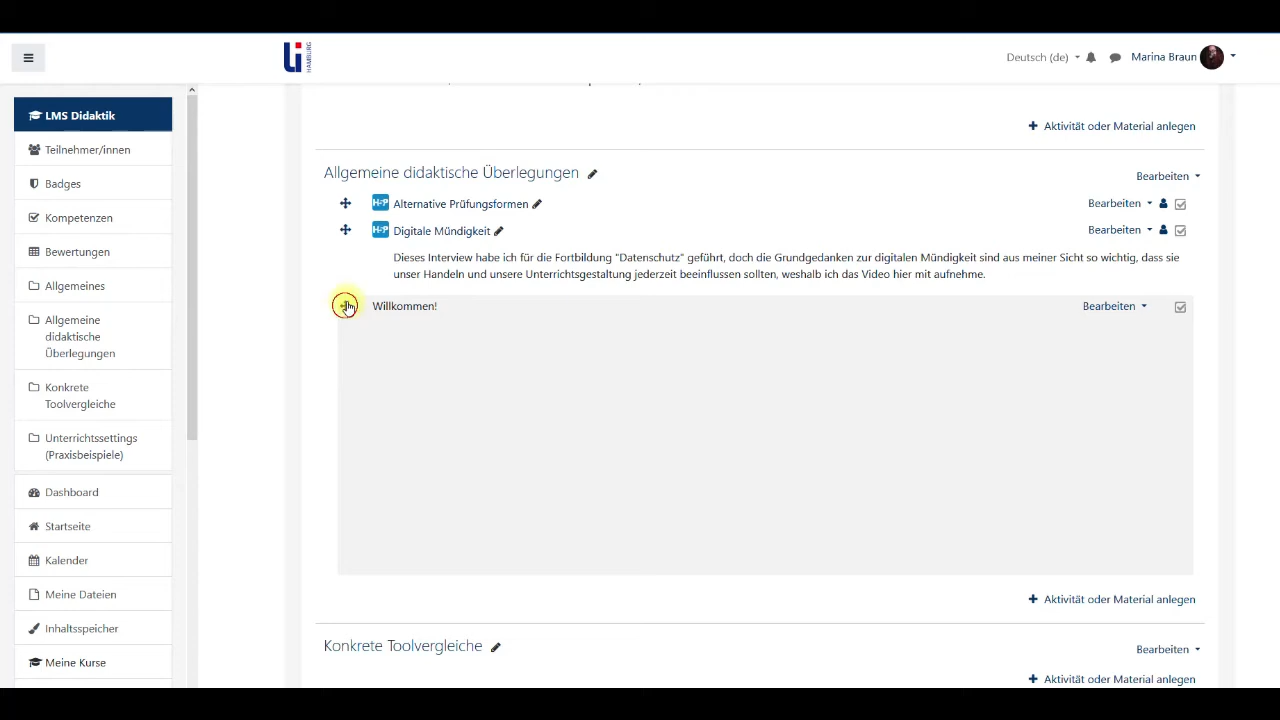 HAMBURG
Deutsch (de)
Marina Braun
LMS Didaktik
Teilnehmer/innen
Badges
Kompetenzen
Bewertungen
Allgemeines
Allgemeine
didaktische
Überlegungen
Konkrete
Toolvergleiche
Unterrichtssettings
(Praxisbeispiele)
Dashboard
Startseite
Kalender
Meine Dateien
Inhaltsspeicher
Meine Kurse
Aktivität oder Material anlegen
Allgemeine didaktische Überlegungen
Bearbeiten
H5P Alternative Prüfungsformen
Bearbeiten
H5P Digitale Mündigkeit
Bearbeiten
Dieses Interview habe ich für die Fortbildung "Datenschutz" geführt, doch die Grundgedanken zur digitalen Mündigkeit sind aus meiner Sicht so wichtig, dass sie
unser Handeln und unsere Unterrichtsgestaltung jederzeit beeinflussen sollten, weshalb ich das Video hier mit aufnehme.
Willkommen!
Bearbeiten
Aktivität oder Material anlegen
Konkrete Toolvergleiche
Bearbeiten
Aktivität oder Material anlegen